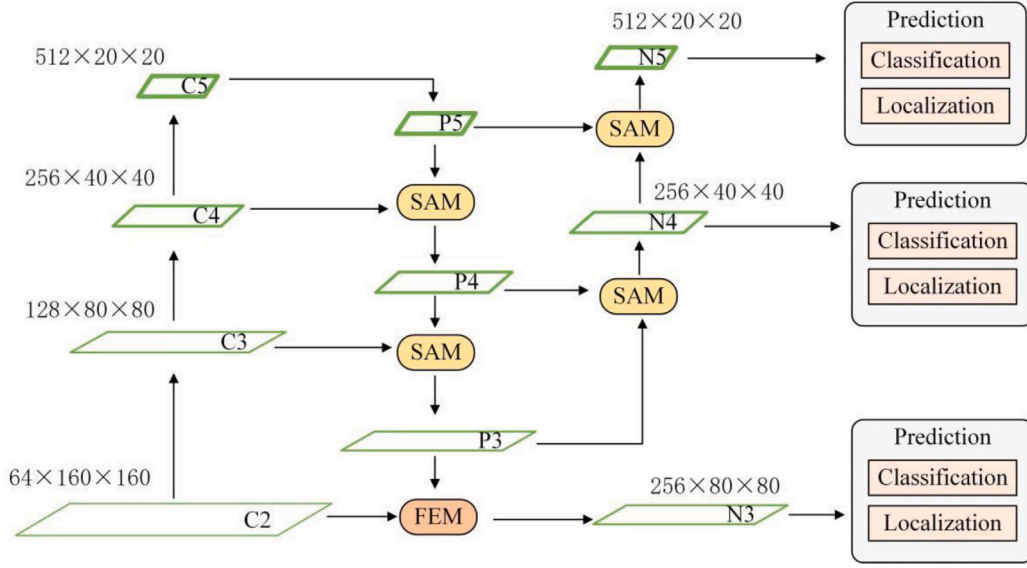 512×20×20
C5
256×40×40
C4
128×80×80
C3
64×160×160
C2
P5
SAM
P4
SAM
P3
FEM
512×20×20
N5
SAM
256×40×40
N4
SAM
256×80×80
N3
Prediction
Classification
Localization
Prediction
Classification
Localization
Prediction
Classification
Localization